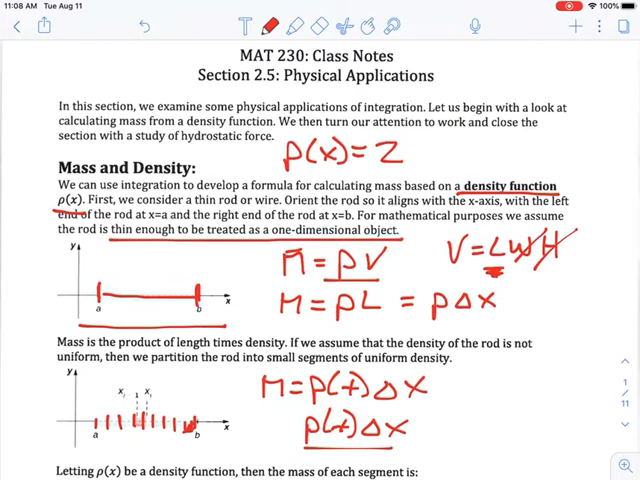 11:08 AM Tue Aug 11
100%
MAT 230: Class Notes
Section 2.5: Physical Applications
In this section, we examine some physical applications of integration. Let us begin with a look at
calculating mass from a density function. We then turn our attention to work and close the
section with a study of hydrostatic force.
ρ(x) = 2
Mass and Density:
We can use integration to develop a formula for calculating mass based on a density function
ρ(x). First, we consider a thin rod or wire. Orient the rod so it aligns with the x-axis, with the left
end of the rod at x=a and the right end of the rod at x=b. For mathematical purposes we assume
the rod is thin enough to be treated as a one-dimensional object.
y
a
b
x
M = ρV
V = LWH
M = ρL = ρΔx
Mass is the product of length times density. If we assume that the density of the rod is not
uniform, then we partition the rod into small segments of uniform density.
y
x
1
x
a
b
x
M = ρ(x)Δx
ρ(x)Δx
Letting ρ(x) be a density function, then the mass of each segment is:
1
11